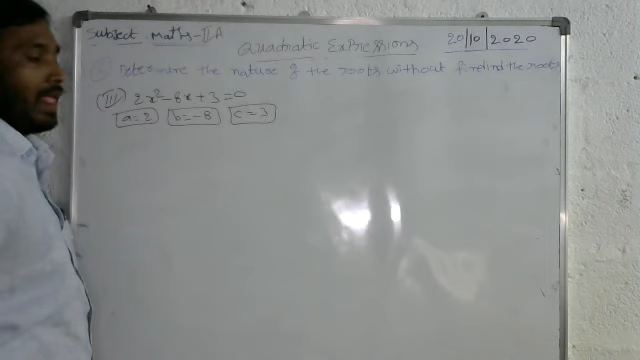 Subject Maths-IIA
Quadratic Expressions
20/10/2020
Determine the nature of the roots without findind the roots
(III) 2x²-8x+3=0
a=2 b=-8 c=3